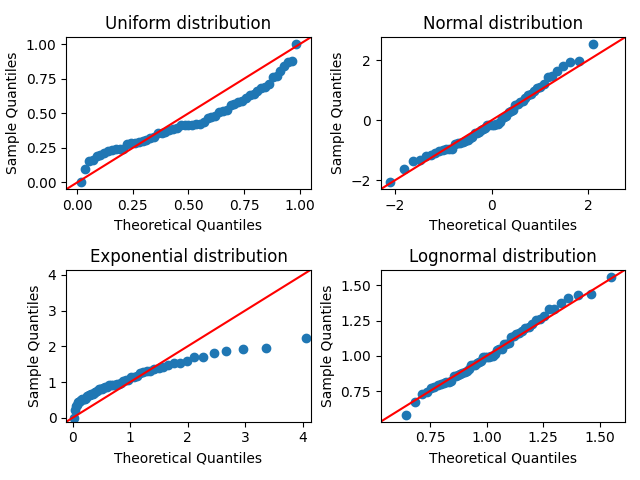 Uniform distribution
1.00
0.75
0.50
0.25
0.00
Sample Quantiles
0.00 0.25 0.50 0.75 1.00
Theoretical Quantiles
Normal distribution
2
0
−2
Sample Quantiles
−2 0 2
Theoretical Quantiles
Exponential distribution
4
3
2
1
0
Sample Quantiles
0 1 2 3 4
Theoretical Quantiles
Lognormal distribution
1.50
1.25
1.00
0.75
Sample Quantiles
0.75 1.00 1.25 1.50
Theoretical Quantiles